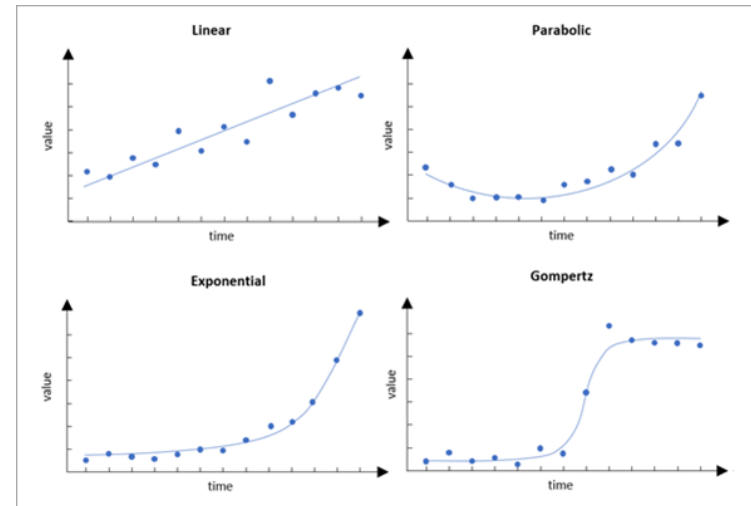 Linear
value
time
Parabolic
value
time
Exponential
value
time
Gompertz
value
time